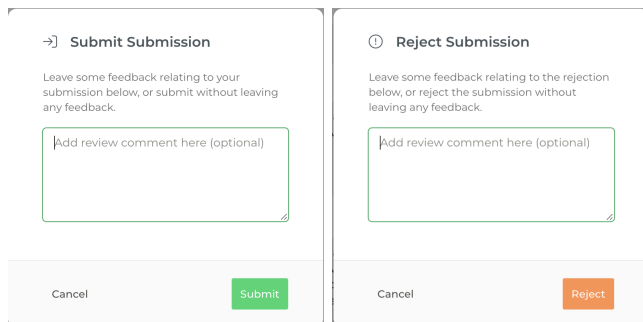 Submit Submission
Leave some feedback relating to your
submission below, or submit without leaving
any feedback.
Add review comment here (optional)
Cancel
Submit
Reject Submission
Leave some feedback relating to the rejection
below, or reject the submission without
leaving any feedback.
Add review comment here (optional)
Cancel
Reject